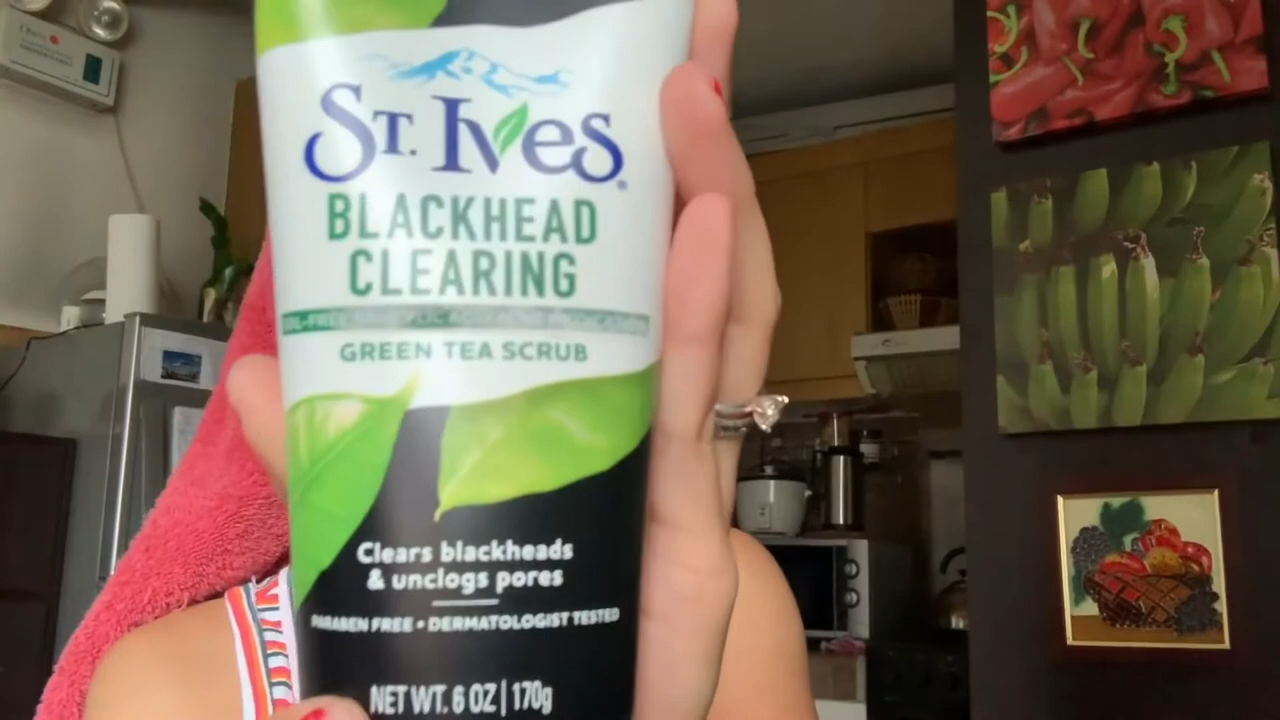 St. Ives
BLACKHEAD
CLEARING
GREEN TEA SCRUB
Clears blackheads
& unclogs pores
PARABEN FREE • DERMATOLOGIST TESTED
NET WT. 6 OZ | 170g